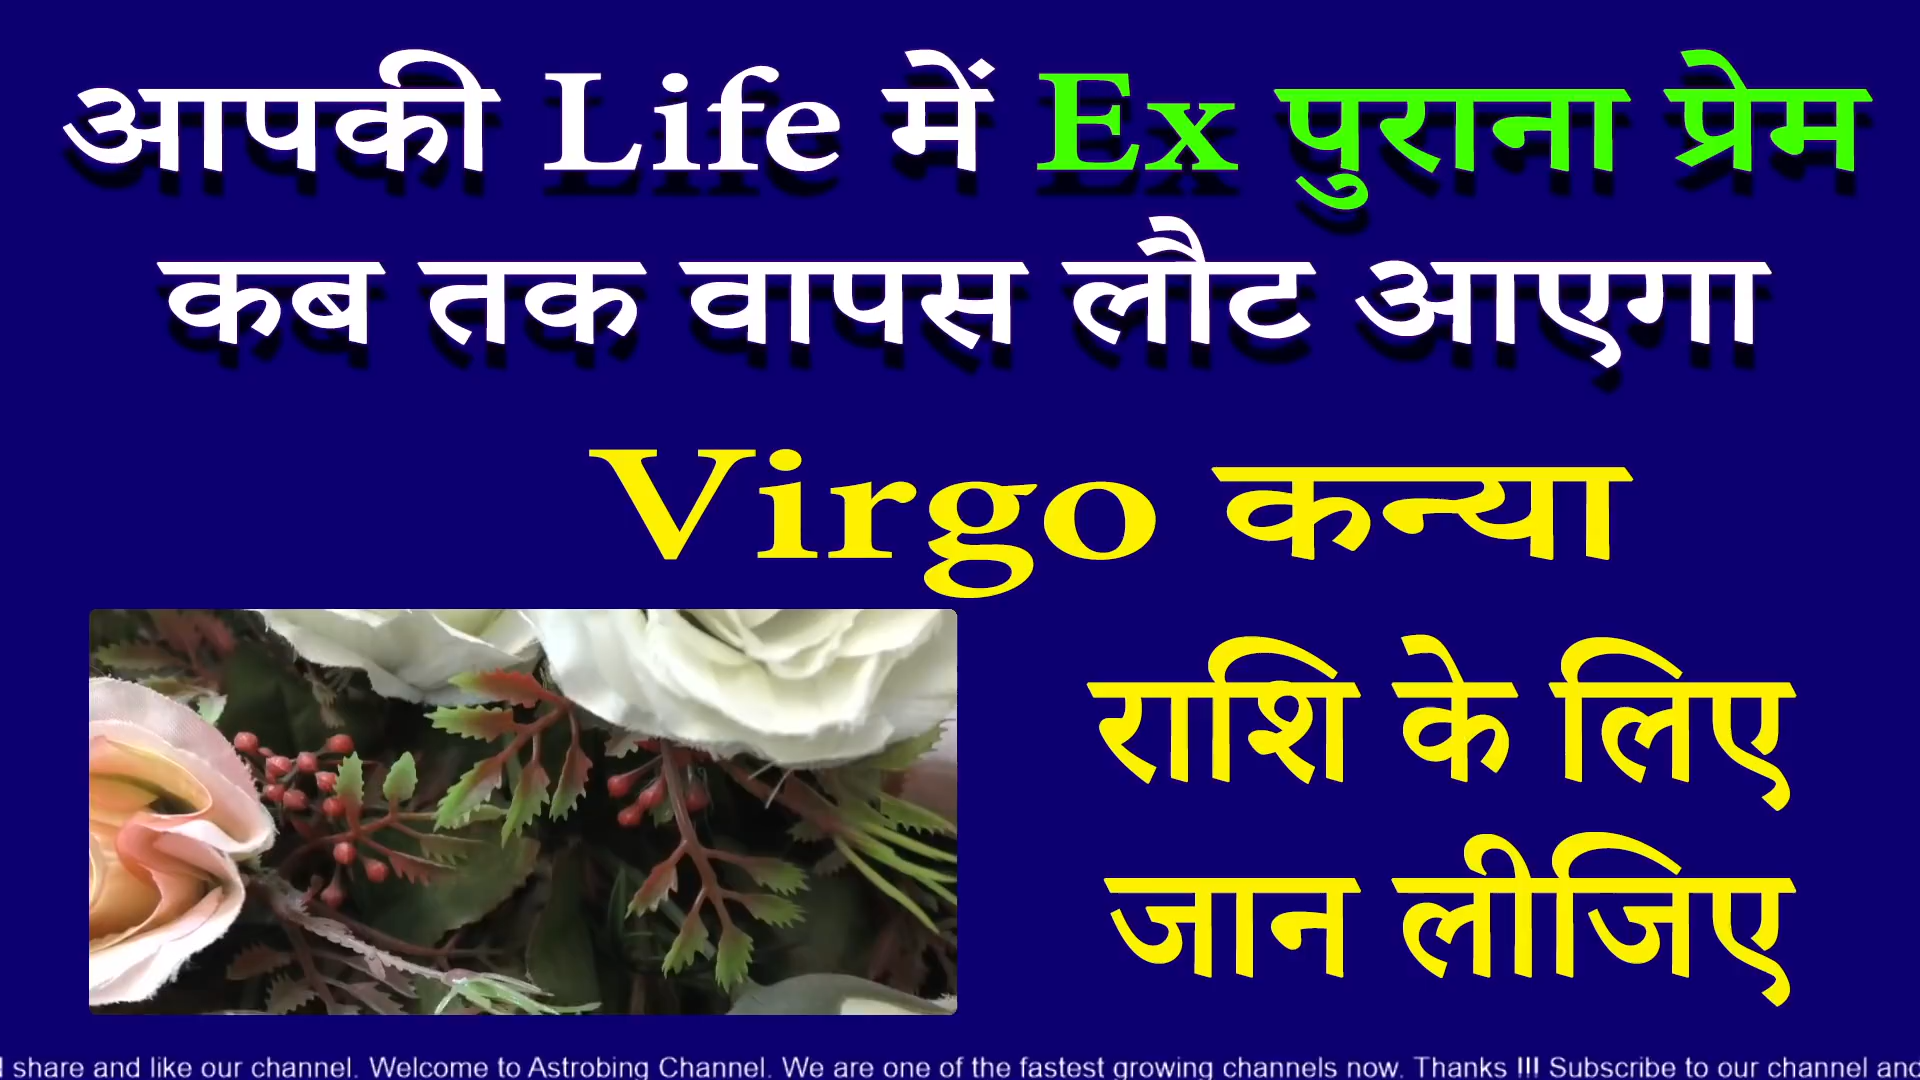 आपकी Life में Ex पुराना प्रेम
कब तक वापस लौट आएगा
Virgo कन्या
राशि के लिए
जान लीजिए
share and like our channel. Welcome to Astrobing Channel. We are one of the fastest growing channels now. Thanks !!! Subscribe to our channel and